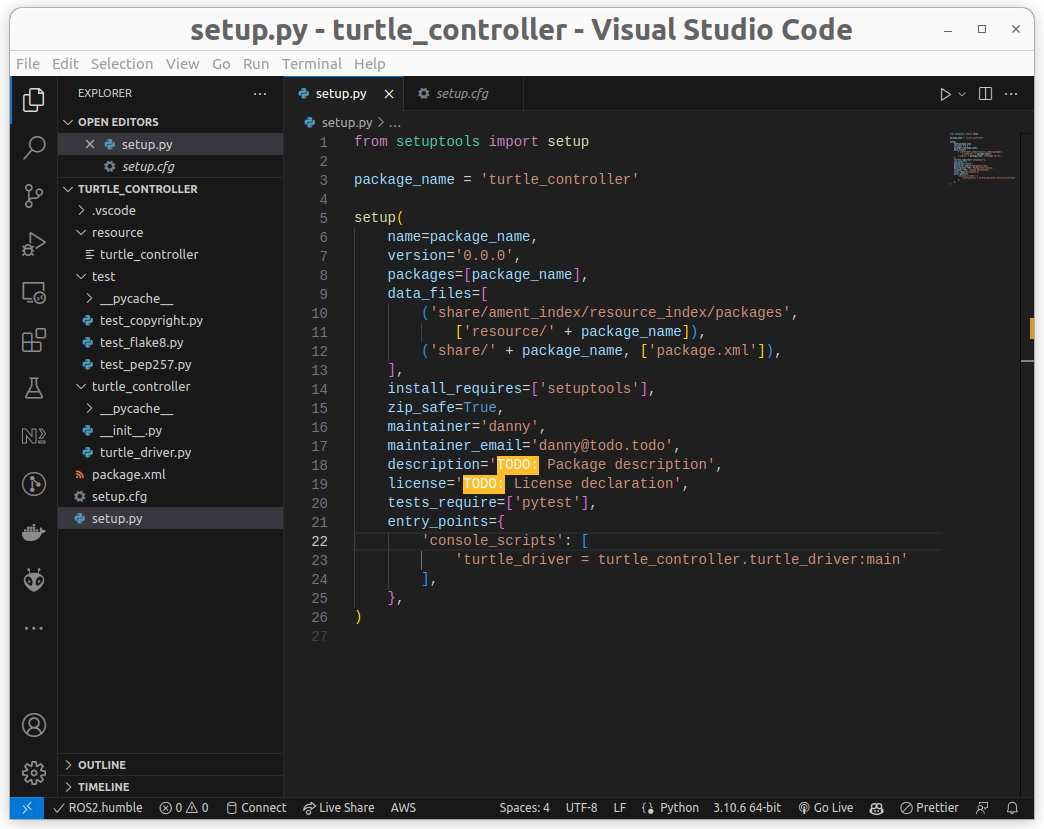 setup.py - turtle_controller - Visual Studio Code
File Edit Selection View Go Run Terminal Help
EXPLORER
OPEN EDITORS
setup.py
setup.cfg
TURTLE_CONTROLLER
.vscode
resource
turtle_controller
test
__pycache__
test_copyright.py
test_flake8.py
test_pep257.py
turtle_controller
__pycache__
__init__.py
turtle_driver.py
package.xml
setup.cfg
setup.py
OUTLINE
TIMELINE
setup.py setup.cfg
setup.py > ...
1 from setuptools import setup
2
3 package_name = 'turtle_controller'
4
5 setup(
6 name=package_name,
7 version='0.0.0',
8 packages=[package_name],
9 data_files=[
10 ('share/ament_index/resource_index/packages',
11 ['resource/' + package_name]),
12 ('share/' + package_name, ['package.xml']),
13 ],
14 install_requires=['setuptools'],
15 zip_safe=True,
16 maintainer='danny',
17 maintainer_email='danny@todo.todo',
18 description='TODO: Package description',
19 license='TODO: License declaration',
20 tests_require=['pytest'],
21 entry_points={
22 'console_scripts': [
23 'turtle_driver = turtle_controller.turtle_driver:main'
24 ],
25 },
26 )
27
ROS2.humble 0 0 Connect Live Share AWS Spaces: 4 UTF-8 LF Python 3.10.6 64-bit Go Live Prettier